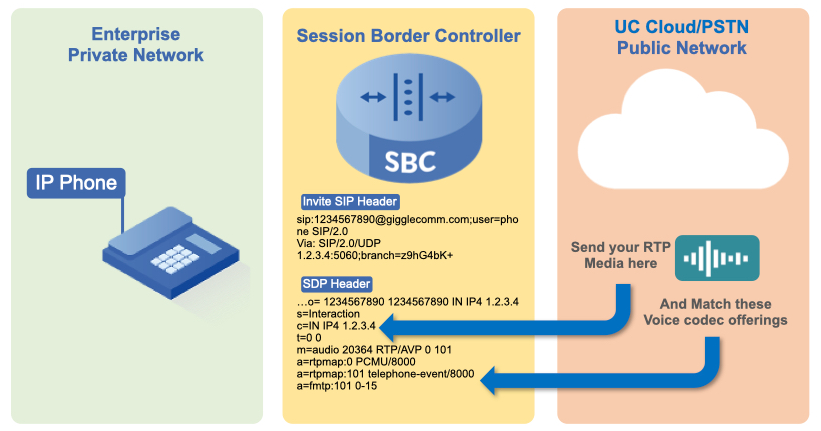 Enterprise
Private Network
IP Phone
Session Border Controller
SBC
Invite SIP Header
sip:1234567890@gigglecomm.com;user=pho
ne SIP/2.0
Via: SIP/2.0/UDP
1.2.3.4:5060;branch=z9hG4bK+
SDP Header
…o= 1234567890 1234567890 IN IP4 1.2.3.4
s=Interaction
c=IN IP4 1.2.3.4
t=0 0
m=audio 20364 RTP/AVP 0 101
a=rtpmap:0 PCMU/8000
a=rtpmap:101 telephone-event/8000
a=fmtp:101 0-15
UC Cloud/PSTN
Public Network
Send your RTP
Media here
And Match these
Voice codec offerings